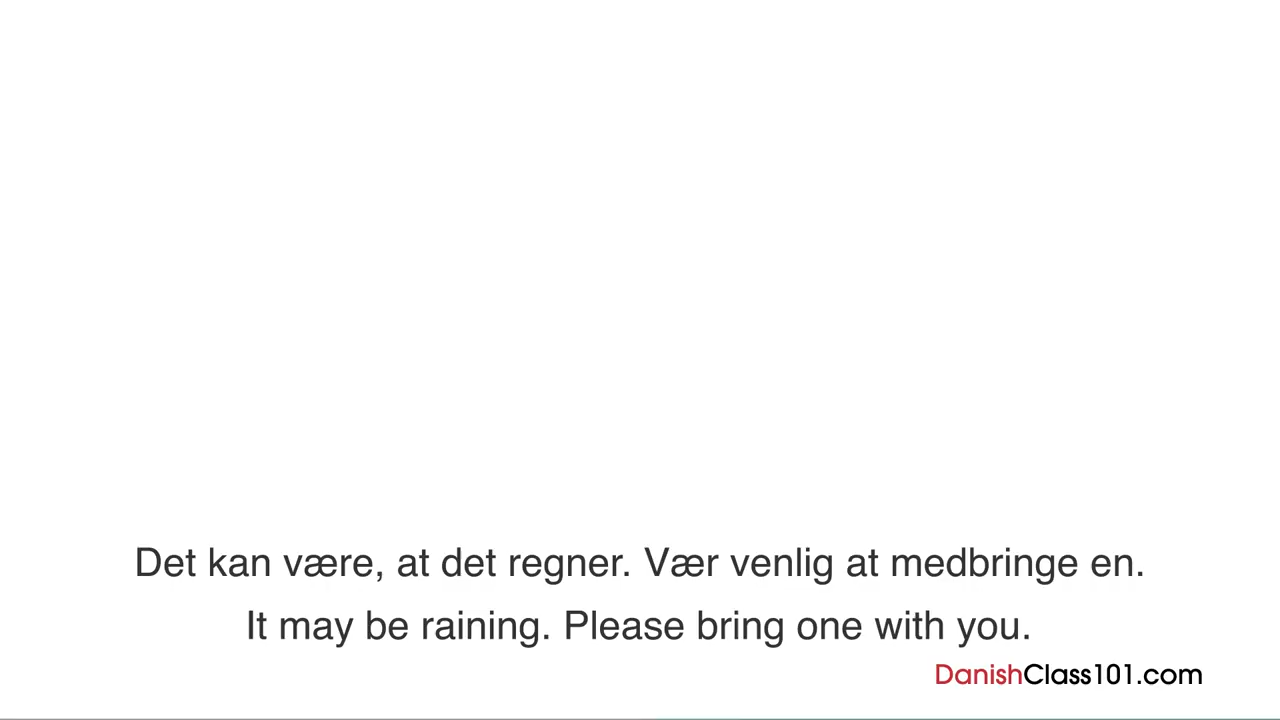 Det kan være, at det regner. Vær venlig at medbringe en.
It may be raining. Please bring one with you.
DanishClass101.com